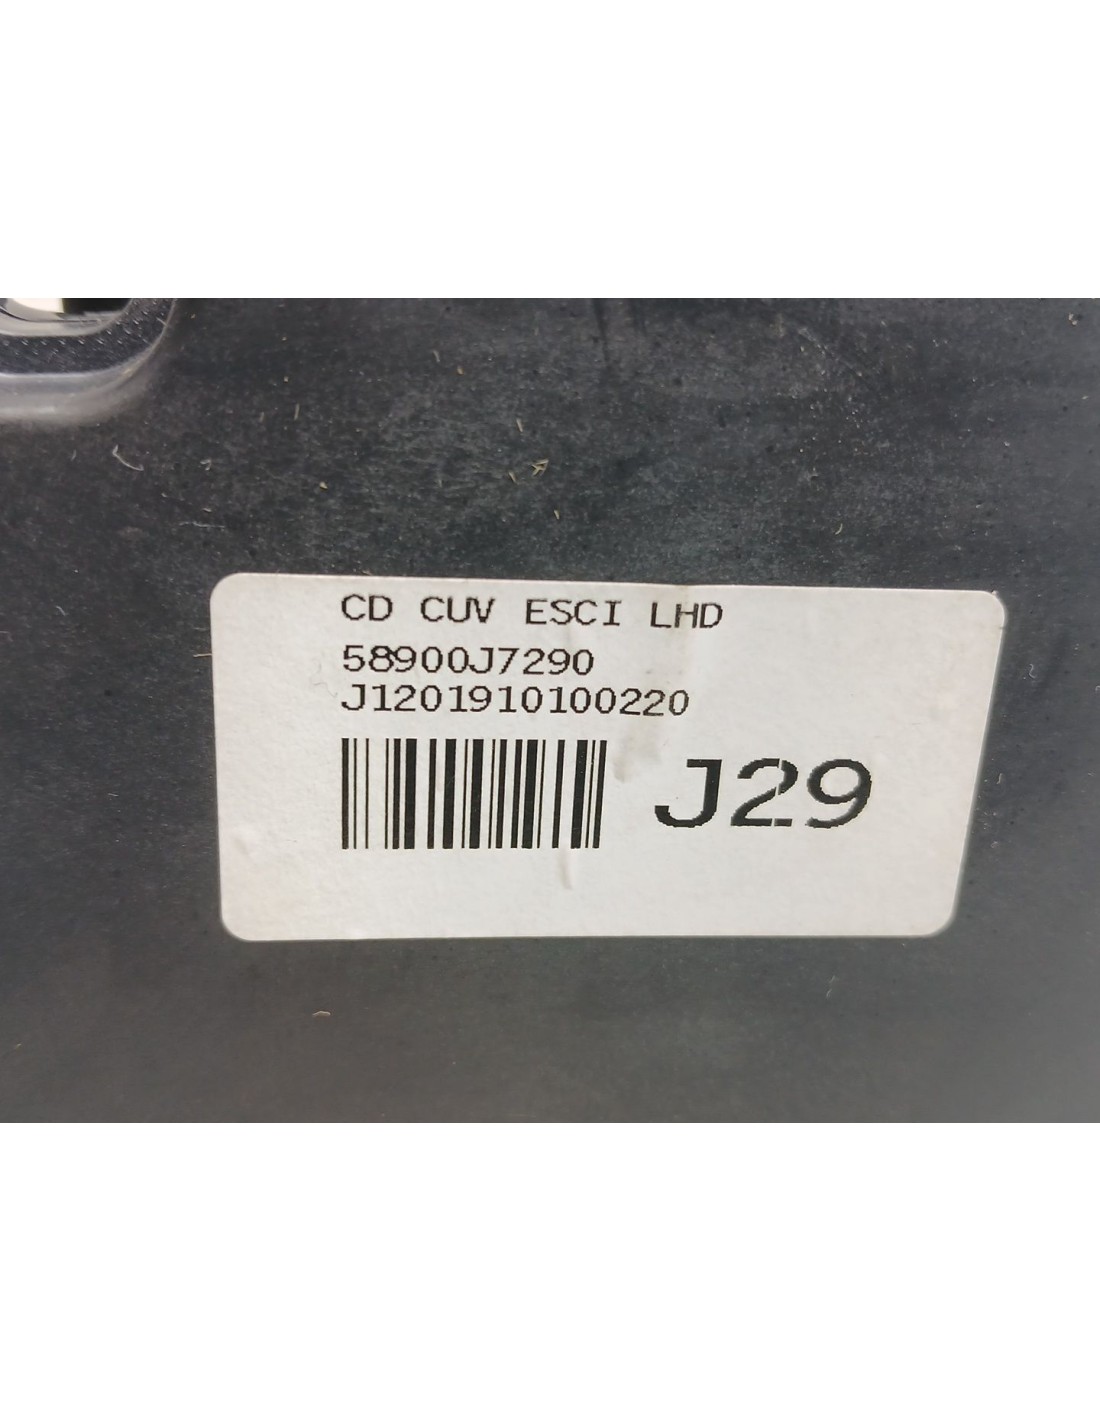 CD CUV ESCI LHD
58900J7290
J1201910100220
J29